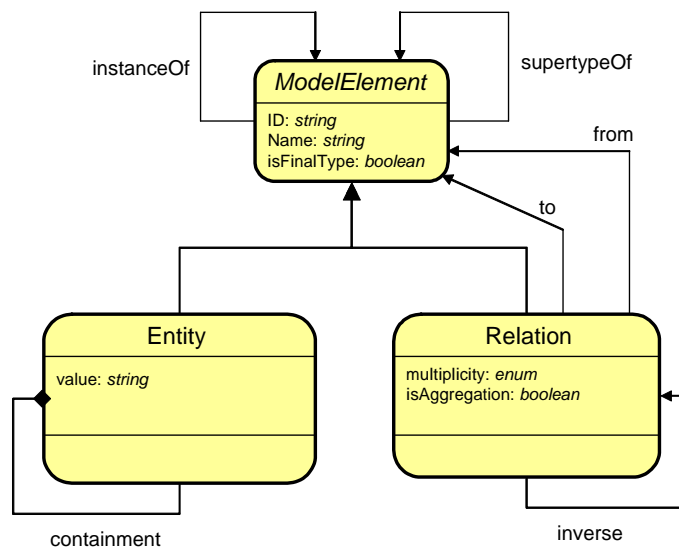 instanceOf
supertypeOf
ModelElement
ID: string
Name: string
isFinalType: boolean
from
to
Entity
value: string
Relation
multiplicity: enum
isAggregation: boolean
containment
inverse